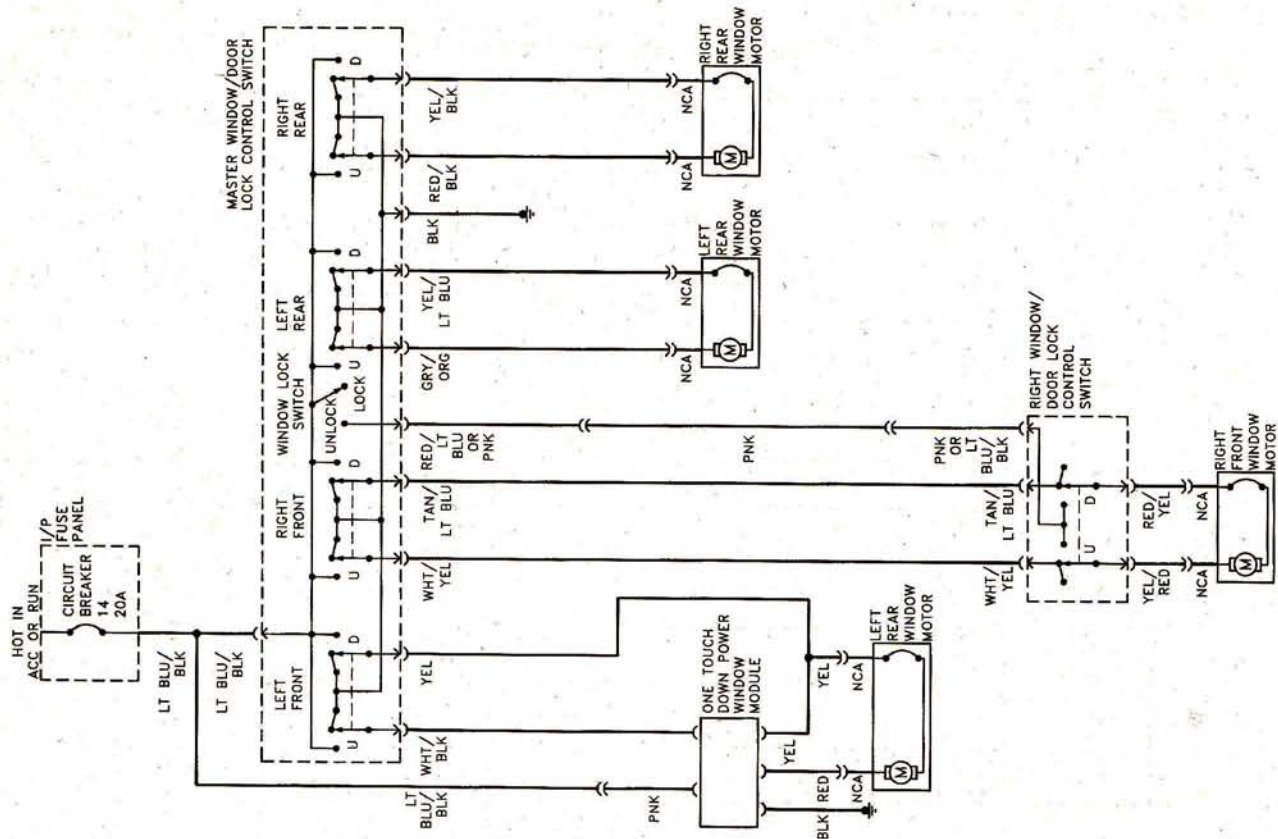 HOT IN
ACC OR RUN
I/P
FUSE
PANEL
CIRCUIT
BREAKER
14
20A
LT BLU/
BLK
LT BLU/
BLK
MASTER WINDOW/DOOR
LOCK CONTROL SWITCH
LEFT
FRONT
U
D
RIGHT
FRONT
U
D
WINDOW LOCK
SWITCH
UNLOCK
LOCK
LEFT
REAR
U
D
RIGHT
REAR
U
D
LT
BLU/
BLK
WHT/
BLK
YEL
WHT/
YEL
TAN/
LT BLU
RED/
LT
BLU
OR
PNK
GRY/
ORG
YEL/
LT BLU
BLK
RED/
BLK
YEL/
BLK
PNK
ONE TOUCH
DOWN POWER
WINDOW
MODULE
BLK
RED
YEL
YEL
NCA
NCA
LEFT
REAR
WINDOW
MOTOR
M
PNK
PNK
OR
LT
BLU/
BLK
WHT/
YEL
TAN/
LT BLU
RIGHT WINDOW/
DOOR LOCK
CONTROL
SWITCH
U
D
YEL/
RED
RED/
YEL
NCA
NCA
RIGHT
FRONT
WINDOW
MOTOR
M
NCA
NCA
LEFT
REAR
WINDOW
MOTOR
M
NCA
NCA
RIGHT
REAR
WINDOW
MOTOR
M